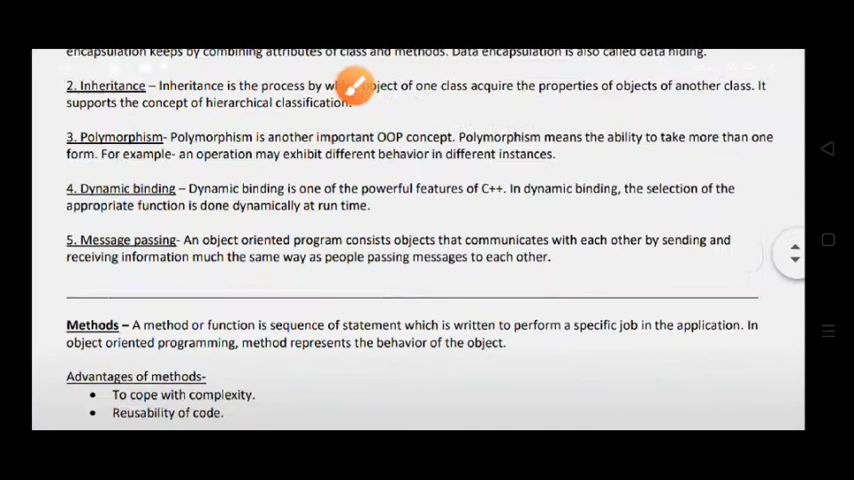 encapsulation keeps by combining attributes of class and methods. Data encapsulation is also called data hiding.
2. Inheritance – Inheritance is the process by object of one class acquire the properties of objects of another class. It
supports the concept of hierarchical classification.
3. Polymorphism- Polymorphism is another important OOP concept. Polymorphism means the ability to take more than one
form. For example- an operation may exhibit different behavior in different instances.
4. Dynamic binding – Dynamic binding is one of the powerful features of C++. In dynamic binding, the selection of the
appropriate function is done dynamically at run time.
5. Message passing- An object oriented program consists objects that communicates with each other by sending and
receiving information much the same way as people passing messages to each other.
Methods – A method or function is sequence of statement which is written to perform a specific job in the application. In
object oriented programming, method represents the behavior of the object.
Advantages of methods-
• To cope with complexity.
• Reusability of code.